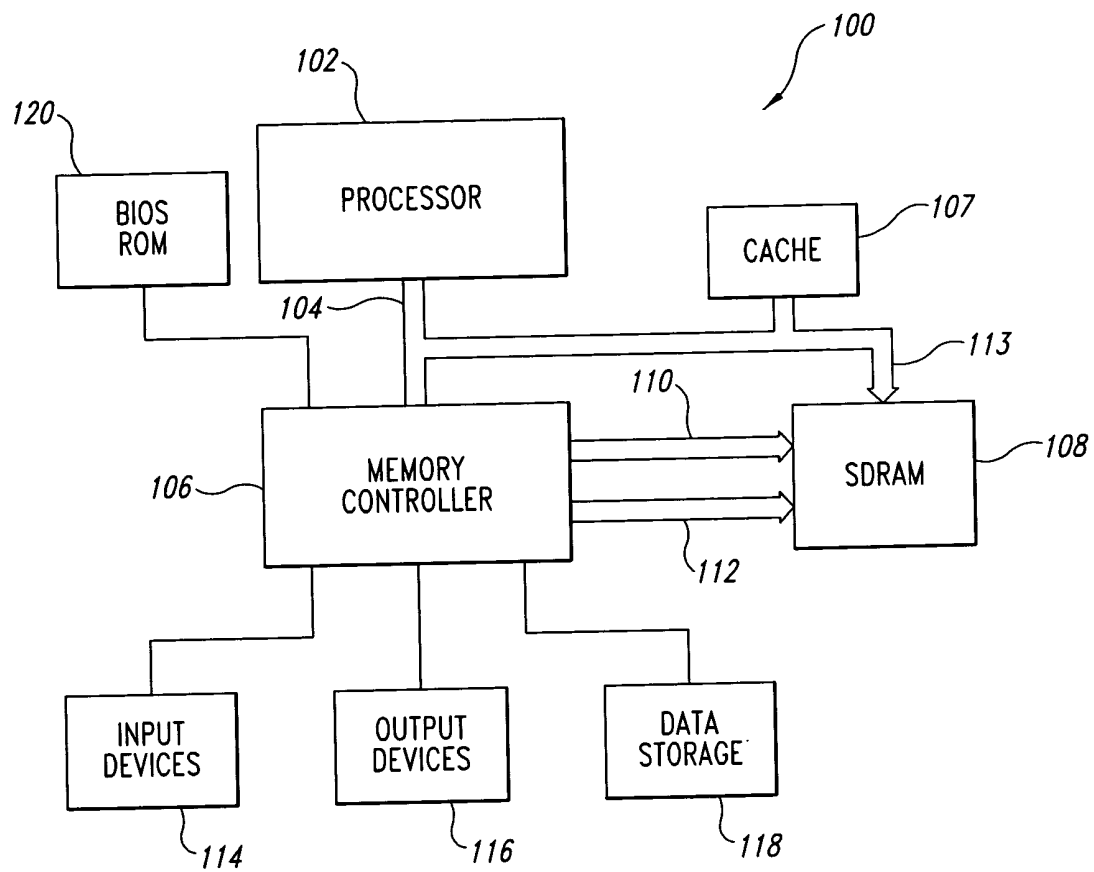 100
102
120
PROCESSOR
BIOS
ROM
107
CACHE
104
113
110
106
MEMORY
CONTROLLER
SDRAM
108
112
INPUT
DEVICES
OUTPUT
DEVICES
DATA
STORAGE
114
116
118